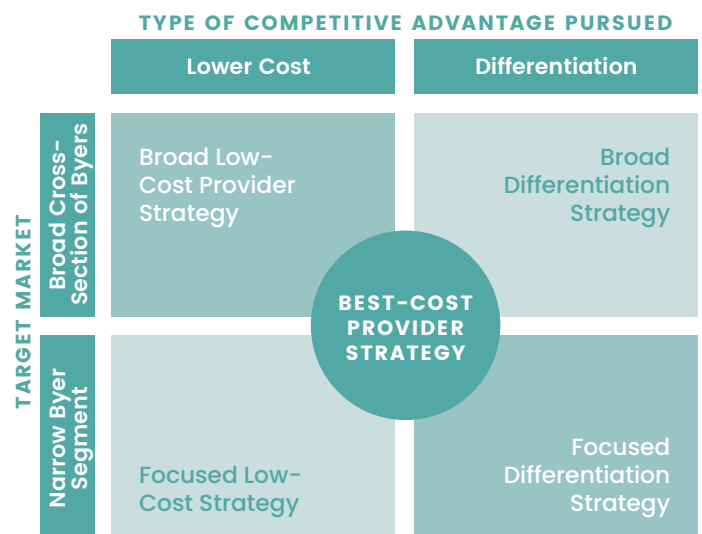 TYPE OF COMPETITIVE ADVANTAGE PURSUED
Lower Cost
Differentiation
TARGET MARKET
Broad Cross-
Section of Byers
Broad Low-
Cost Provider
Strategy
Broad
Differentiation
Strategy
BEST-COST
PROVIDER
STRATEGY
Narrow Byer
Segment
Focused Low-
Cost Strategy
Focused
Differentiation
Strategy